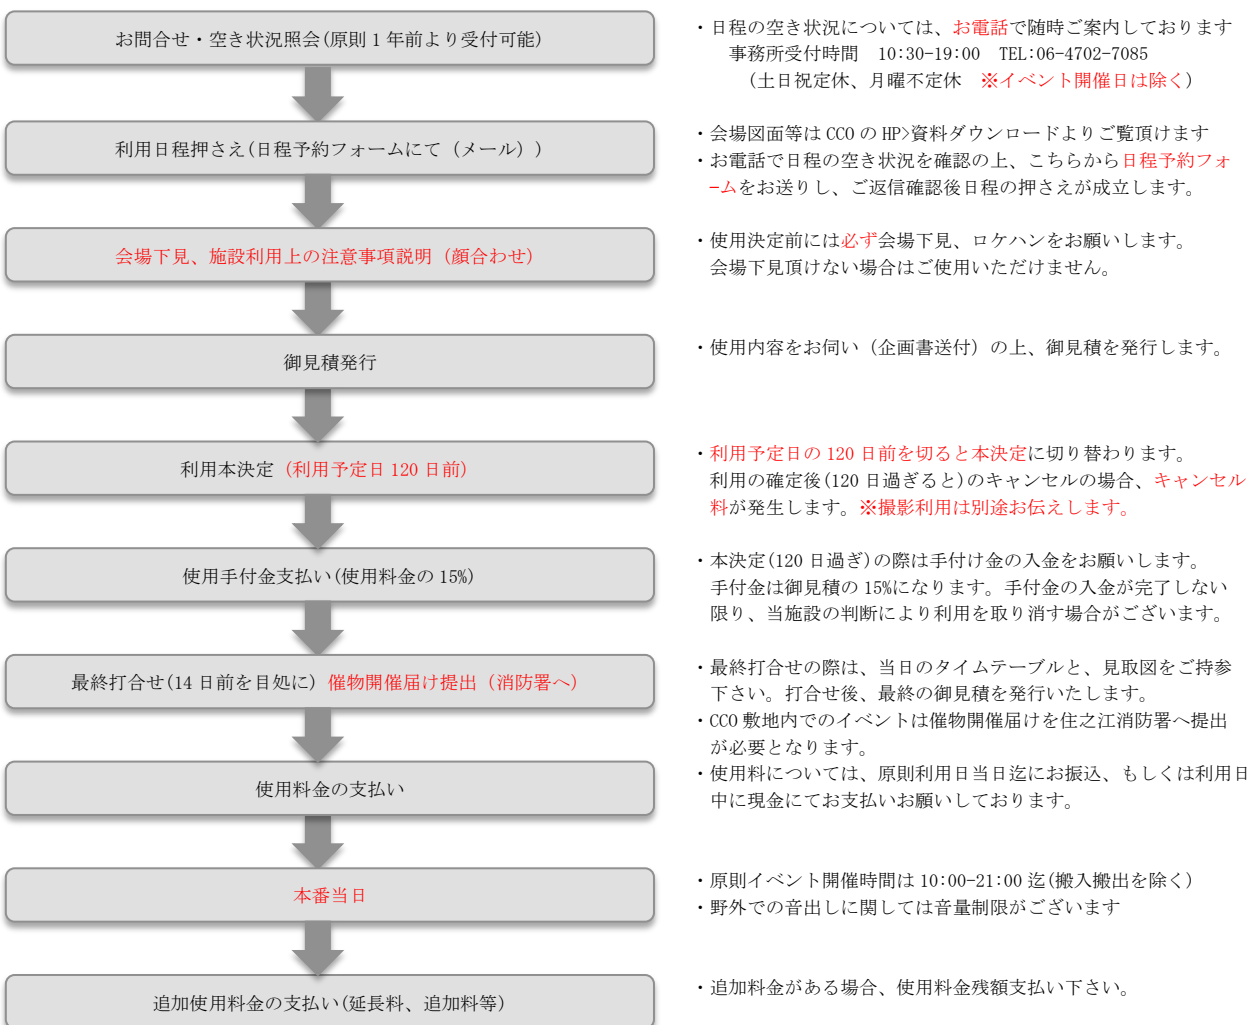 お問合せ・空き状況照会(原則 1 年前より受付可能)
・日程の空き状況については、お電話で随時ご案内しております
事務所受付時間 10:30-19:00 TEL:06-4702-7085
(土日祝定休、月曜不定休 ※イベント開催日は除く)
利用日程押さえ(日程予約フォームにて（メール）)
・会場図面等は CCO の HP>資料ダウンロードよりご覧頂けます
・お電話で日程の空き状況を確認の上、こちらから日程予約フォ
ームをお送りし、ご返信確認後日程の押さえが成立します。
会場下見、施設利用上の注意事項説明（顔合わせ）
・使用決定前には必ず会場下見、ロケハンをお願いします。
会場下見頂けない場合はご使用いただけません。
御見積発行
・使用内容をお伺い（企画書送付）の上、御見積を発行します。
利用本決定（利用予定日 120 日前）
・利用予定日の 120 日前を切ると本決定に切り替わります。
利用の確定後(120 日過ぎると)のキャンセルの場合、キャンセル
料が発生します。※撮影利用は別途お伝えします。
使用手付金支払い(使用料金の 15%)
・本決定(120 日過ぎ)の際は手付け金の入金をお願いします。
手付金は御見積の 15%になります。手付金の入金が完了しない
限り、当施設の判断により利用を取り消す場合がございます。
最終打合せ(14 日前を目処に) 催物開催届け提出（消防署へ）
・最終打合せの際は、当日のタイムテーブルと、見取図をご持参
下さい。打合せ後、最終の御見積を発行いたします。
・CCO 敷地内でのイベントは催物開催届けを住之江消防署へ提出
が必要となります。
使用料金の支払い
・使用料については、原則利用日当日迄にお振込、もしくは利用日
中に現金にてお支払いお願いしております。
本番当日
・原則イベント開催時間は 10:00-21:00 迄(搬入搬出を除く)
・野外での音出しに関しては音量制限がございます
追加使用料金の支払い(延長料、追加料等)
・追加料金がある場合、使用料金残額支払い下さい。